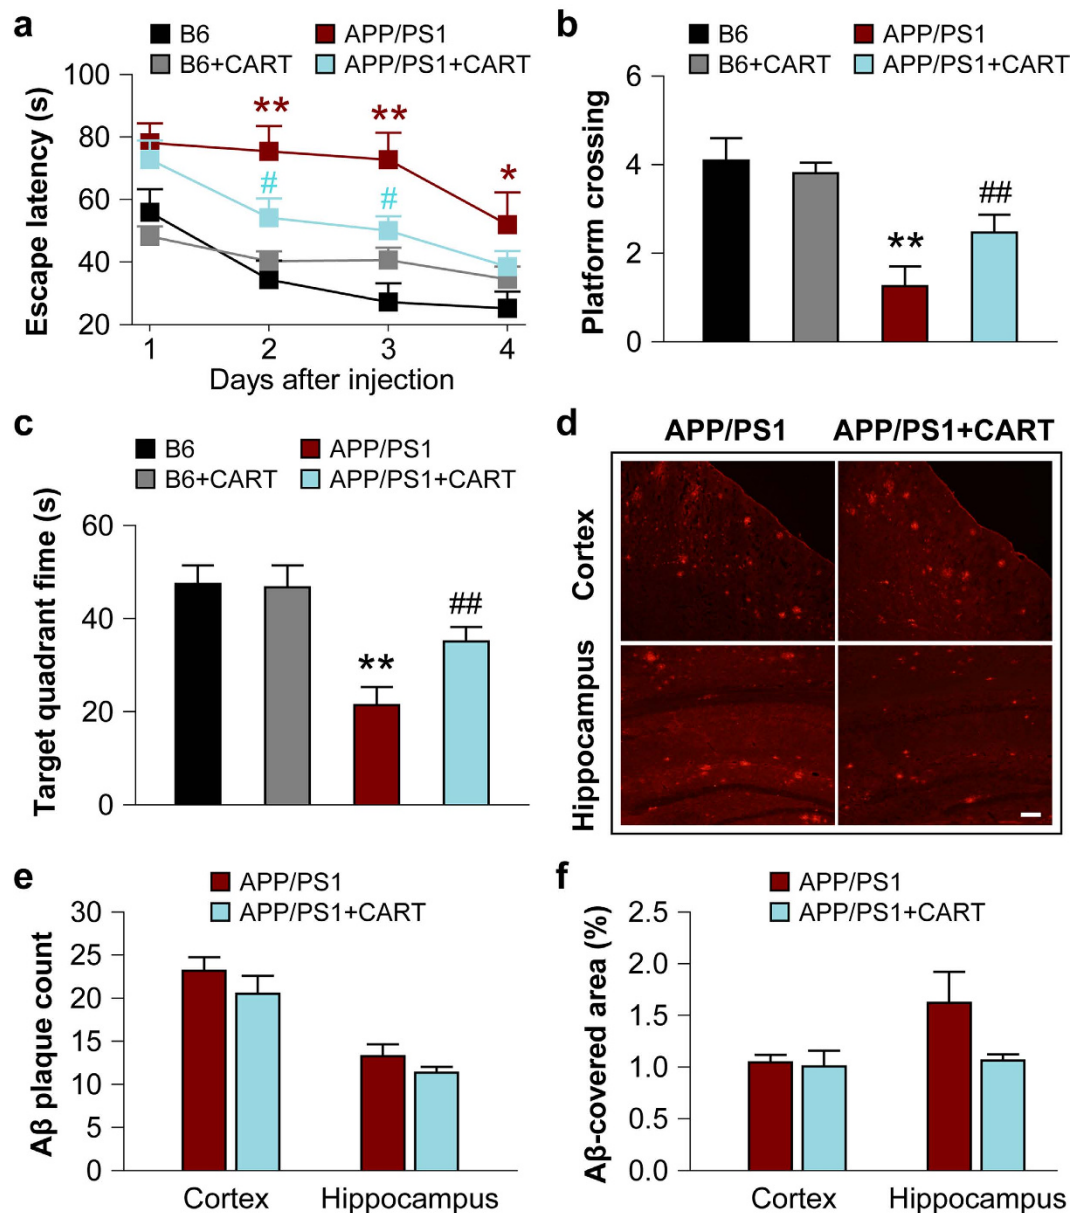 a
B6
APP/PS1
B6+CART
APP/PS1+CART
Escape latency (s)
100
80
60
40
20
**
**
*
#
#
1 2 3 4
Days after injection
b
B6
APP/PS1
B6+CART
APP/PS1+CART
Platform crossing
6
4
2
0
**
##
c
B6
APP/PS1
B6+CART
APP/PS1+CART
Target quadrant fime (s)
60
40
20
0
**
##
d
APP/PS1 APP/PS1+CART
Cortex
Hippocampus
e
APP/PS1
APP/PS1+CART
Aβ plaque count
30
25
20
15
10
5
0
Cortex Hippocampus
f
APP/PS1
APP/PS1+CART
Aβ-covered area (%)
2.5
2.0
1.5
1.0
0.5
0.0
Cortex Hippocampus